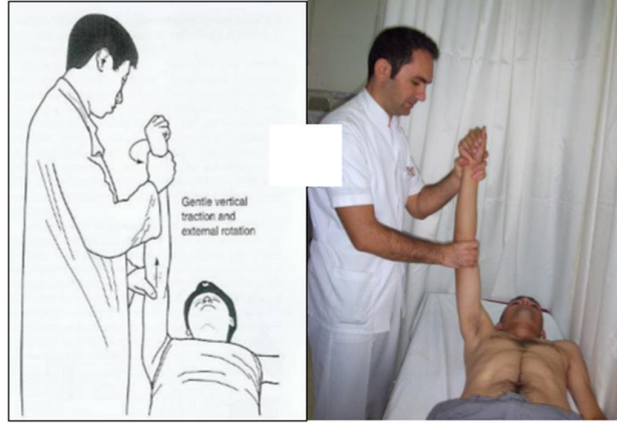 Gentle vertical
traction and
external rotation